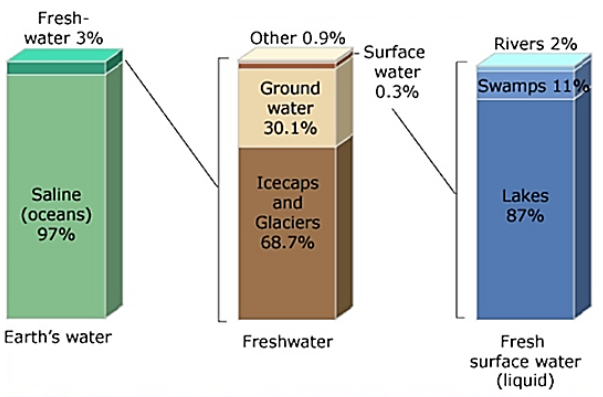 Fresh-
water 3%
Saline
(oceans)
97%
Earth's water
Other 0.9%
Surface
water
0.3%
Ground
water
30.1%
Icecaps
and
Glaciers
68.7%
Freshwater
Rivers 2%
Swamps 11%
Lakes
87%
Fresh
surface water
(liquid)